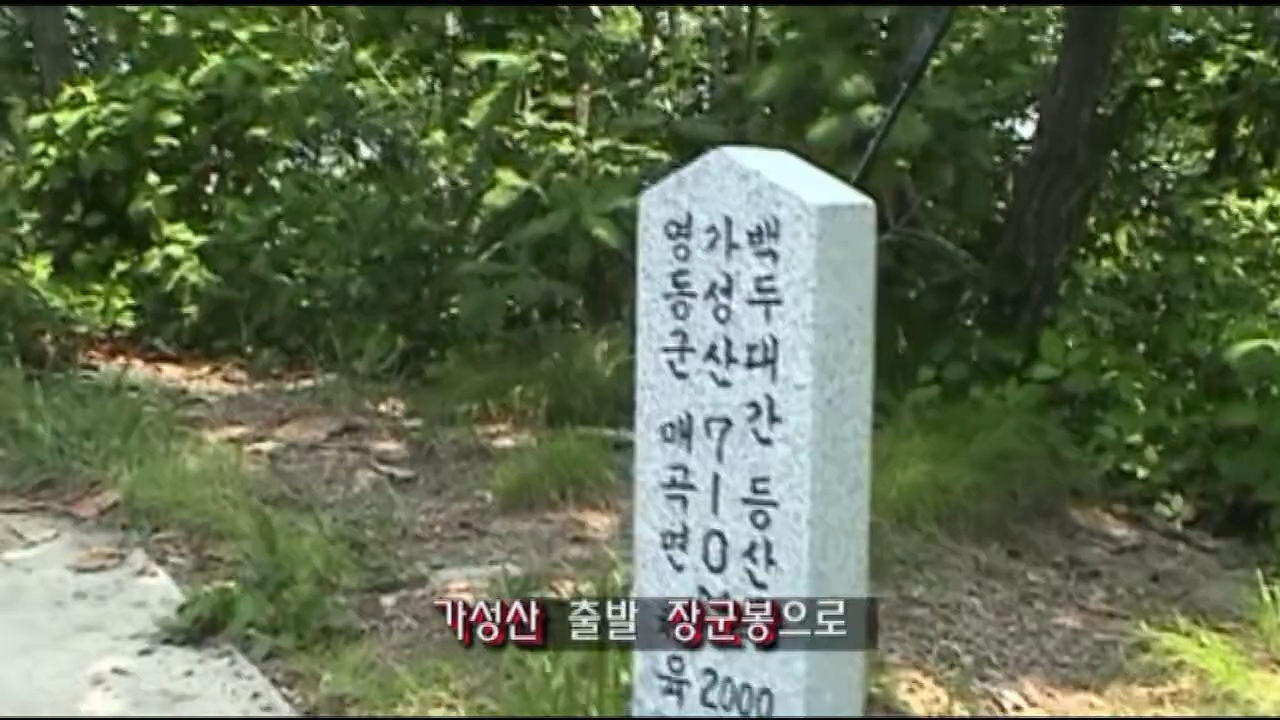 백두대간 등산
가성산 710
영동군 매곡면
2000
가성산 출발 장군봉으로